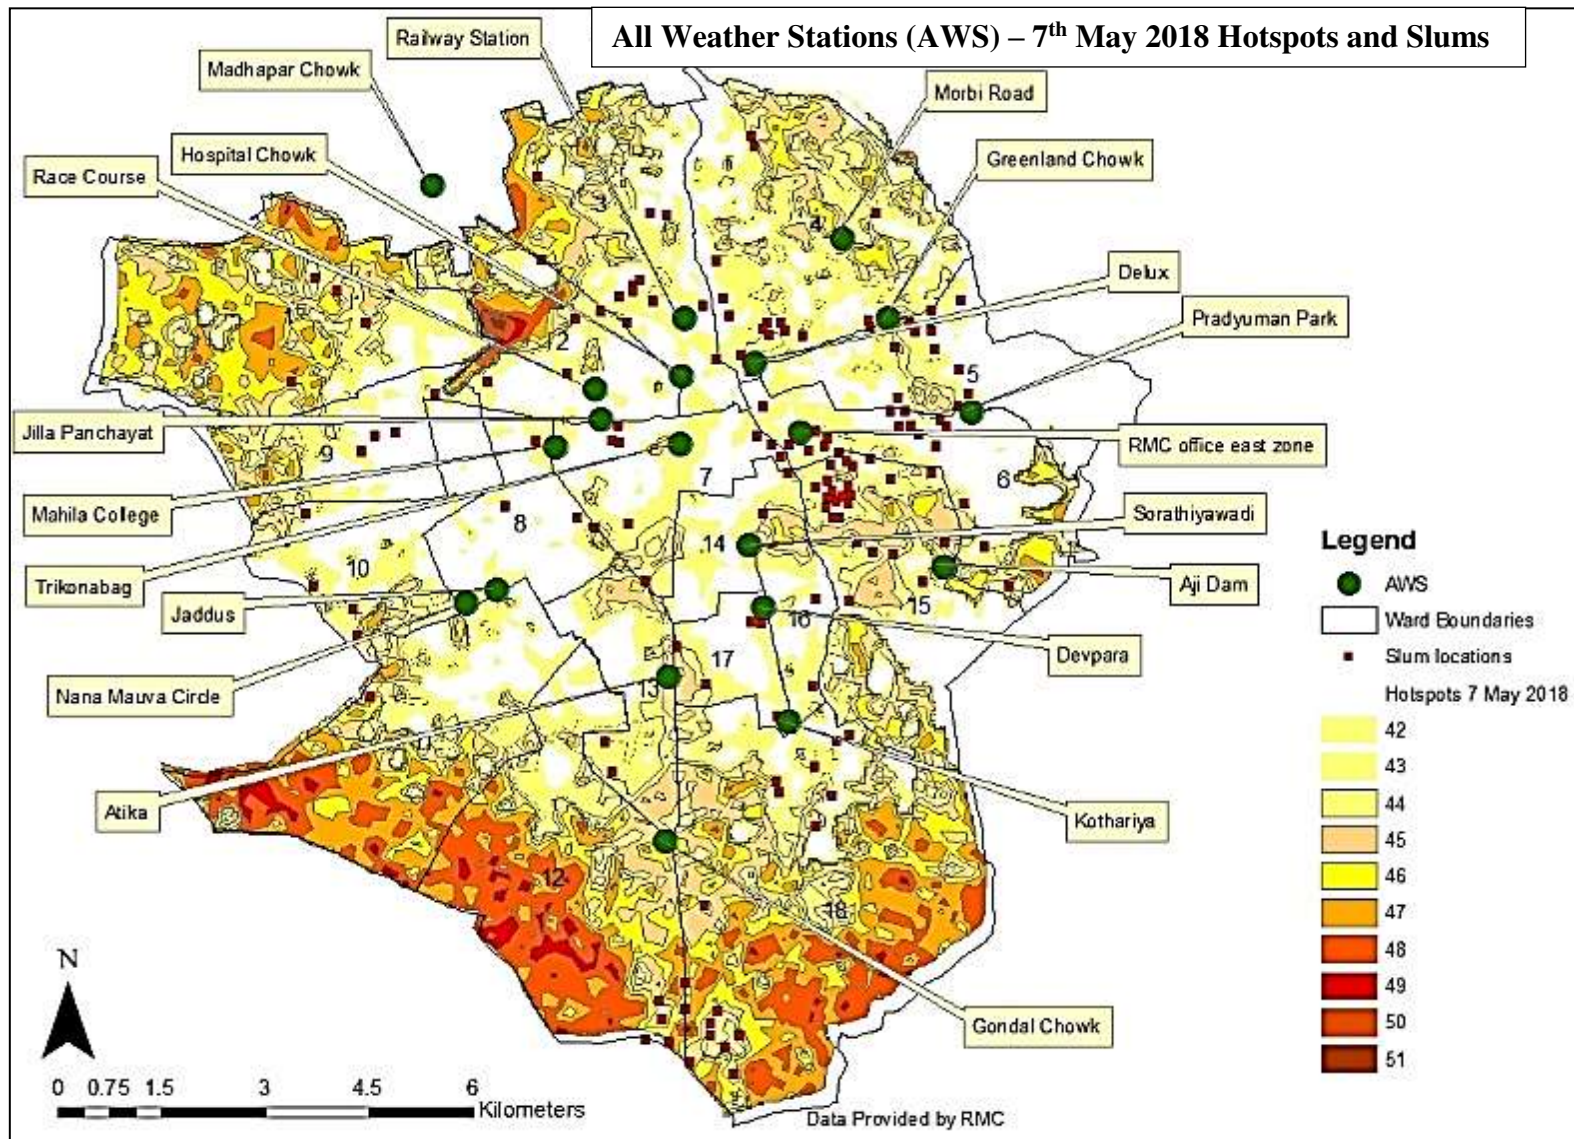 All Weather Stations (AWS) – 7th May 2018 Hotspots and Slums
Railway Station
Madhapar Chowk
Morbi Road
Hospital Chowk
Greenland Chowk
Race Course
Delux
Pradyuman Park
Jilla Panchayat
RMC office east zone
Mahila College
Sorathiyawadi
Trikonabag
Aji Dam
Jaddus
Devpara
Nana Mauva Circle
Atika
Kothariya
Gondal Chowk
1
2
3
4
5
6
7
8
9
10
11
12
13
14
15
16
17
18
Legend
AWS
Ward Boundaries
Slum locations
Hotspots 7 May 2018
42
43
44
45
46
47
48
49
50
51
N
0 0.75 1.5 3 4.5 6
Kilometers
Data Provided by RMC